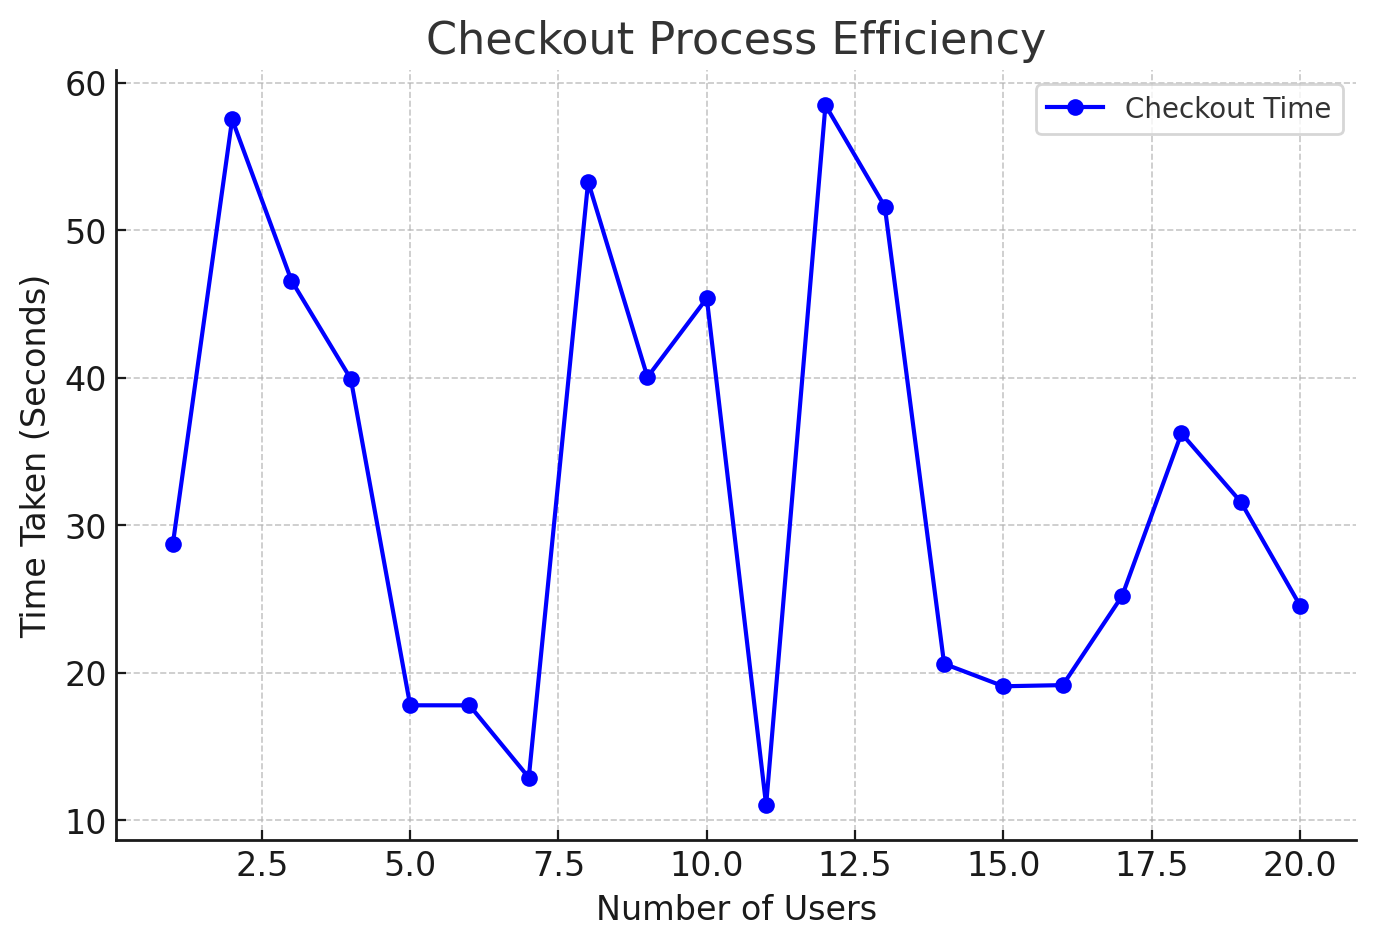 Checkout Process Efficiency
Checkout Time
60
50
40
30
20
10
Time Taken (Seconds)
2.5 5.0 7.5 10.0 12.5 15.0 17.5 20.0
Number of Users